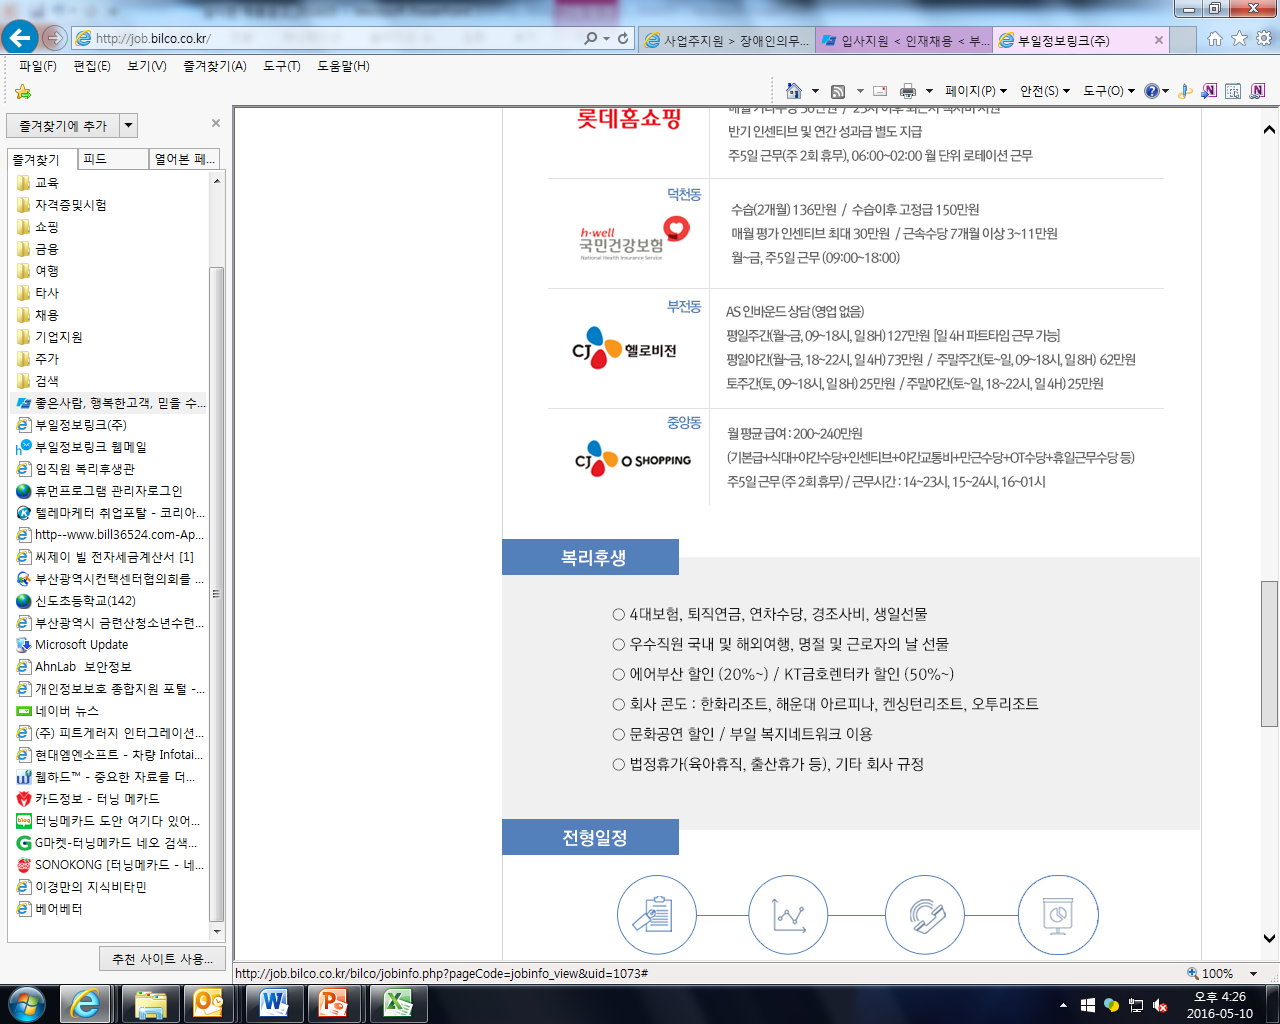 http://job.bilco.co.kr/
사업주지원 > 장애인의무...
입사지원 < 인재채용 < 부...
부일정보링크(주)
파일(F) 편집(E) 보기(V) 즐겨찾기(A) 도구(T) 도움말(H)
페이지(P) 안전(S) 도구(O)
즐겨찾기에 추가
즐겨찾기 피드 열어본 페...
교육
자격증및시험
쇼핑
금융
여행
타사
채용
기업지원
주가
검색
좋은사람, 행복한고객, 믿을 수...
부일정보링크(주)
부일정보링크 웹메일
임직원 복리후생관
휴먼프로그램 관리자로그인
텔레마케터 취업포탈 - 코리아...
http--www.bill36524.com-Ap...
씨제이 빌 전자세금계산서 [1]
부산광역시컨택센터협의회를 ...
신도초등학교(142)
부산광역시 금련산청소년수련...
Microsoft Update
AhnLab 보안정보
개인정보보호 종합지원 포털 -...
네이버 뉴스
(주) 피트게러지 인터그레이션...
현대엠엔소프트 - 차량 Infotai...
웹하드™ - 중요한 자료를 더...
카드정보 - 터닝 메카드
터닝메카드 도안 여기다 있어...
G마켓-터닝메카드 네오 검색...
SONOKONG [터닝메카드 - 네...
이경만의 지식비타민
베어베터
추천 사이트 사용...
롯데홈쇼핑
반기 인센티브 및 연간 성과급 별도 지급
주5일 근무(주 2회 휴무), 06:00~02:00 월 단위 로테이션 근무
덕천동
h·well
국민건강보험
National Health Insurance Service
수습(2개월) 136만원 / 수습이후 고정급 150만원
매월 평가 인센티브 최대 30만원 / 근속수당 7개월 이상 3~11만원
월~금, 주5일 근무 (09:00~18:00)
부전동
CJ 헬로비전
AS 인바운드 상담 (영업 없음)
평일주간(월~금, 09~18시, 일 8H) 127만원 [일 4H 파트타임 근무 가능]
평일야간(월~금, 18~22시, 일 4H) 73만원 / 주말주간(토~일, 09~18시, 일 8H) 62만원
토주간(토, 09~18시, 일 8H) 25만원 / 주말야간(토~일, 18~22시, 일 4H) 25만원
중앙동
CJ O SHOPPING
월 평균 급여 : 200~240만원
(기본급+식대+야간수당+인센티브+야간교통비+만근수당+OT수당+휴일근무수당 등)
주5일 근무 (주 2회 휴무) / 근무시간 : 14~23시, 15~24시, 16~01시
복리후생
○ 4대보험, 퇴직연금, 연차수당, 경조사비, 생일선물
○ 우수직원 국내 및 해외여행, 명절 및 근로자의 날 선물
○ 에어부산 할인 (20%~) / KT금호렌터카 할인 (50%~)
○ 회사 콘도 : 한화리조트, 해운대 아르피나, 켄싱턴리조트, 오투리조트
○ 문화공연 할인 / 부일 복지네트워크 이용
○ 법정휴가(육아휴직, 출산휴가 등), 기타 회사 규정
전형일정
http://job.bilco.co.kr/bilco/jobinfo.php?pageCode=jobinfo_view&uid=1073#
100%
오후 4:26
2016-05-10